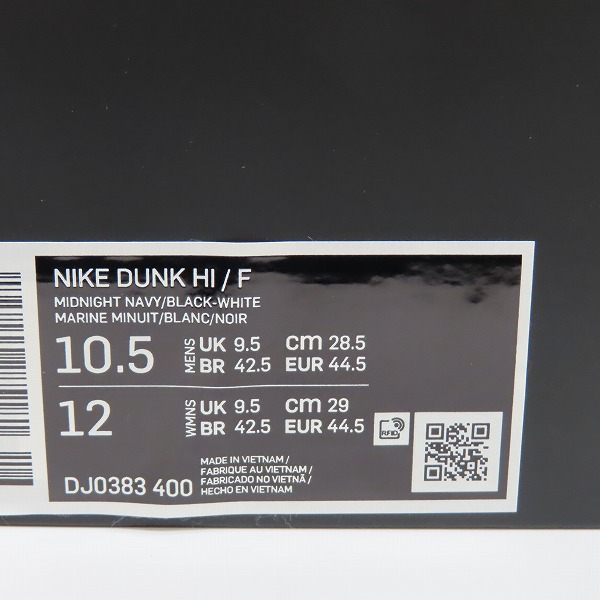 NIKE DUNK HI / F
MIDNIGHT NAVY/BLACK-WHITE
MARINE MINUIT/BLANC/NOIR
10.5 MENS UK 9.5 cm 28.5
BR 42.5 EUR 44.5
12 WMNS UK 9.5 cm 29
BR 42.5 EUR 44.5
RFID
MADE IN VIETNAM /
FABRIQUE AU VIETNAM /
FABRICADO NO VIETNÃ /
HECHO EN VIETNAM
DJ0383 400